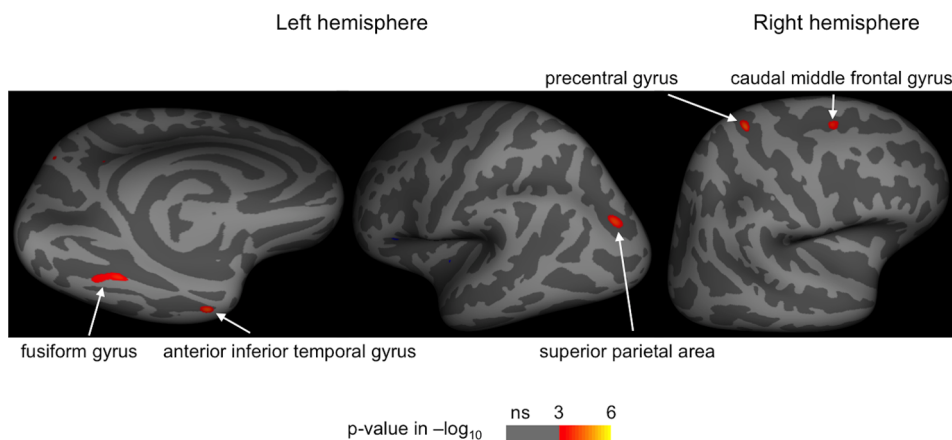 Left hemisphere
Right hemisphere
precentral gyrus
caudal middle frontal gyrus
fusiform gyrus
anterior inferior temporal gyrus
superior parietal area
ns 3 6
p-value in –log10